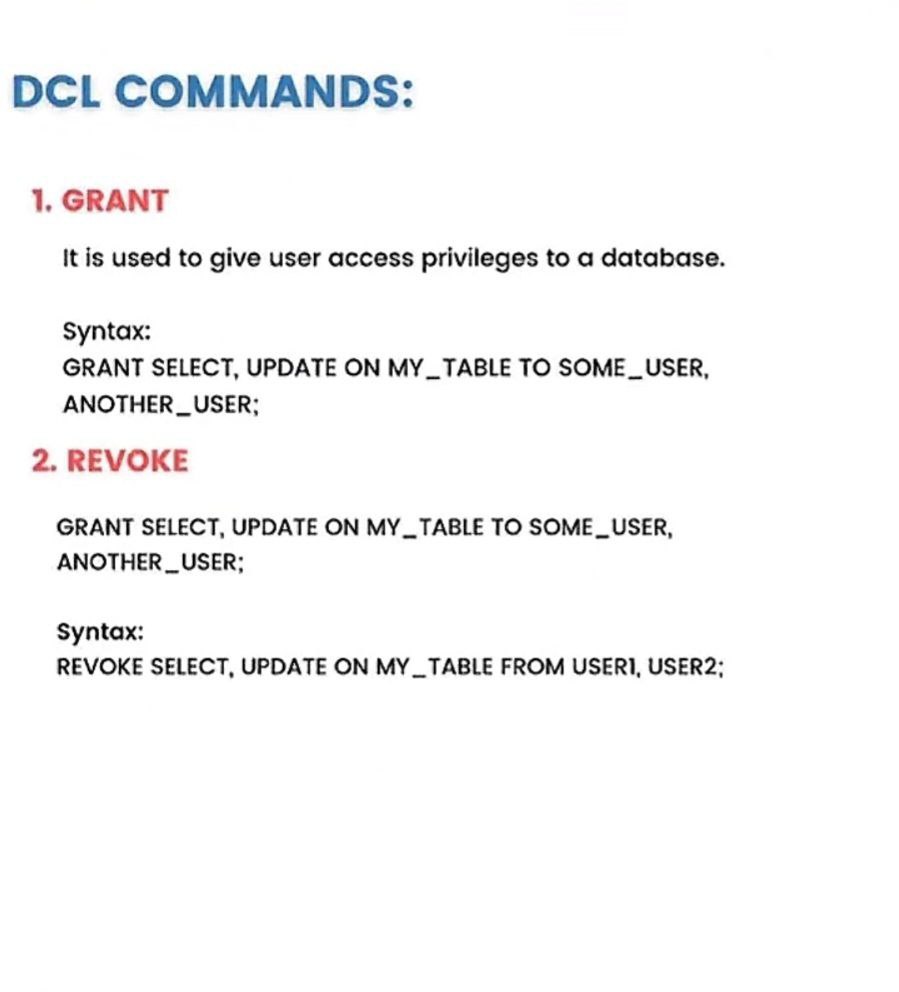 DCL COMMANDS:
1. GRANT
It is used to give user access privileges to a database.
Syntax:
GRANT SELECT, UPDATE ON MY_TABLE TO SOME_USER,
ANOTHER_USER;
2. REVOKE
GRANT SELECT, UPDATE ON MY_TABLE TO SOME_USER,
ANOTHER_USER;
Syntax:
REVOKE SELECT, UPDATE ON MY_TABLE FROM USER1, USER2;